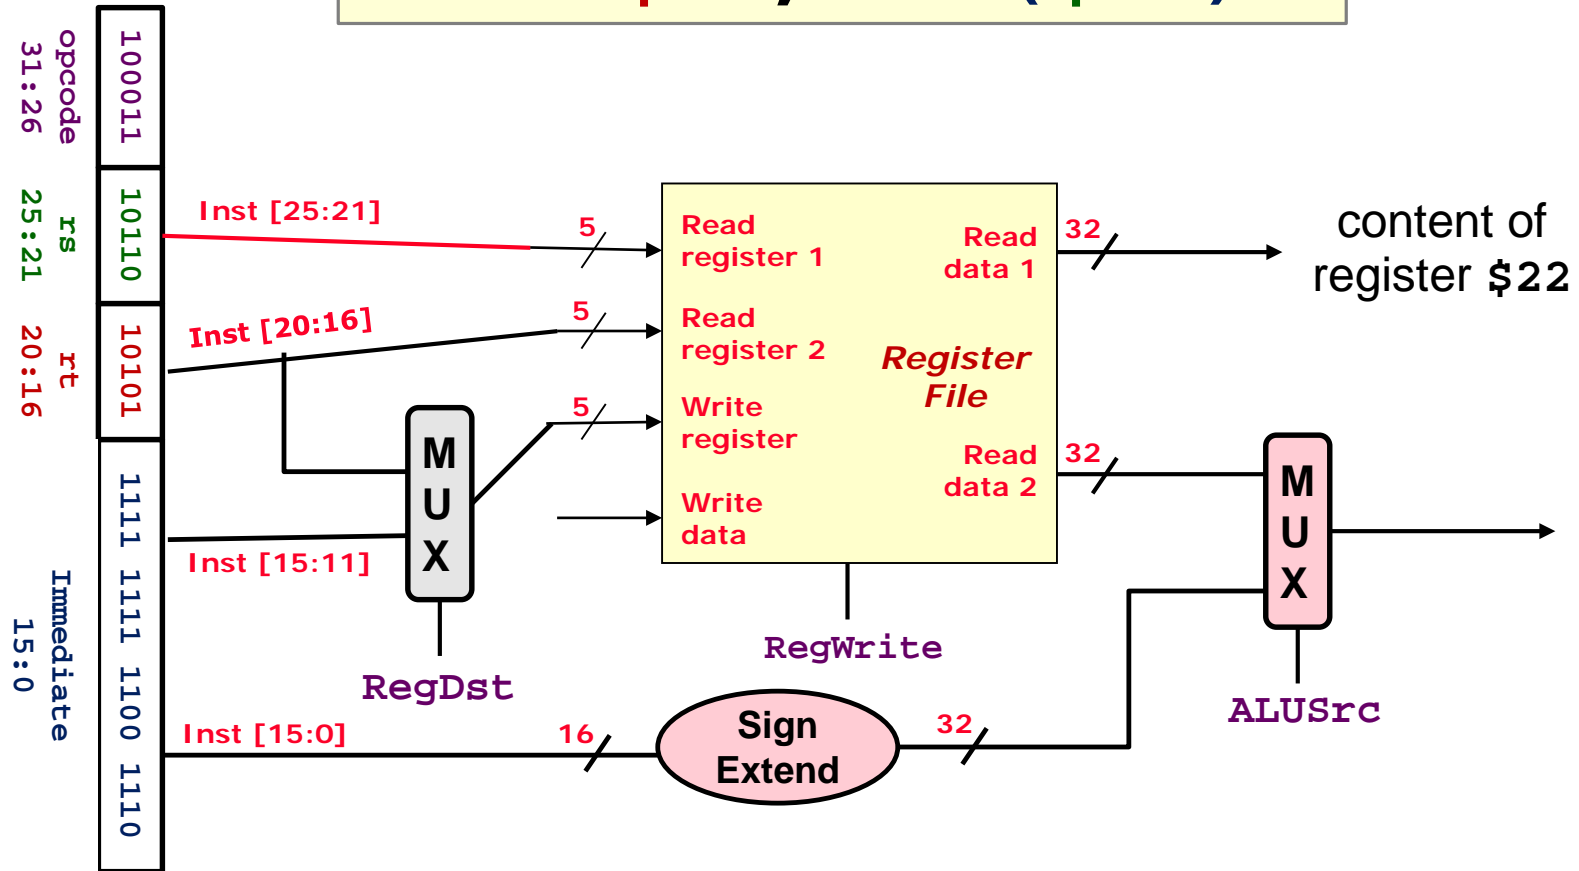 opcode
31:26
100011
rs
25:21
10110
rt
20:16
10101
Immediate
15:0
1111 1111 1100 1110
Inst [25:21]
5
Inst [20:16]
5
5
Inst [15:11]
M
U
X
RegDst
Read
register 1
Read
register 2
Write
register
Write
data
Read
data 1
Register
File
Read
data 2
RegWrite
32
content of
register $22
32
M
U
X
ALUSrc
Inst [15:0]
16
Sign
Extend
32